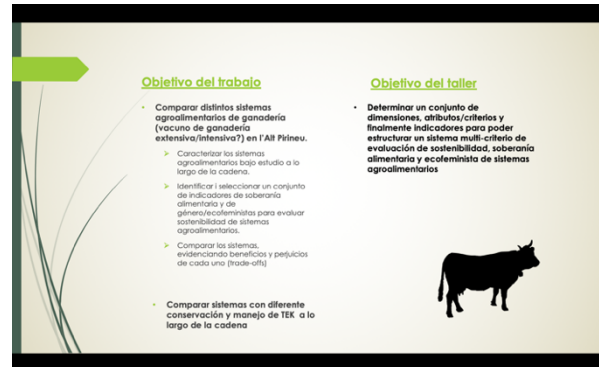 Objetivo del trabajo
Comparar distintos sistemas
agroalimentarios de ganadería
(vacuno de ganadería
extensiva/intensiva?) en l'Alt Pirineu.
Caracterizar los sistemas
agroalimentarios bajo estudio a lo
largo de la cadena.
Identificar i seleccionar un conjunto
de indicadores de soberanía
alimentaria y de
género/ecofeministas para evaluar
sostenibilidad de sistemas
agroalimentarios.
Comparar los sistemas,
evidenciando beneficios y perjuicios
de cada uno (trade-offs)
Comparar sistemas con diferente
conservación y manejo de TEK a lo
largo de la cadena
Objetivo del taller
Determinar un conjunto de
dimensiones, atributos/criterios y
finalmente indicadores para poder
estructurar un sistema multi-criterio de
evaluación de sostenibilidad, soberanía
alimentaria y ecofeminista de sistemas
agroalimentarios